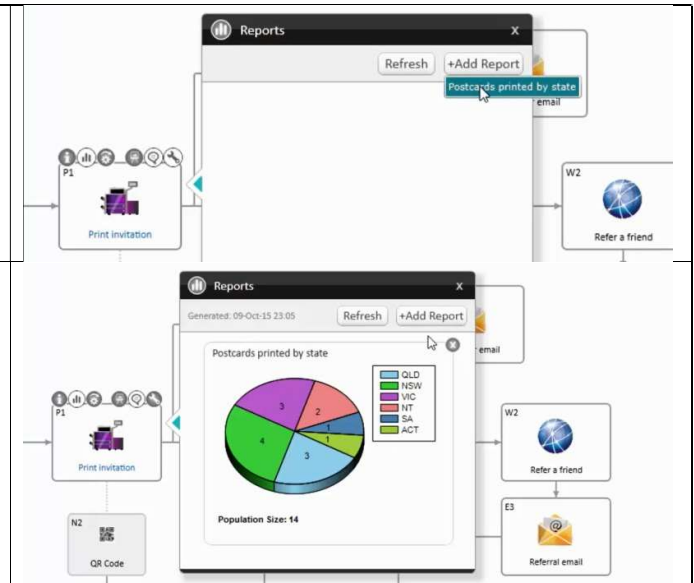 Reports
X
Refresh
+Add Report
Postcards printed by state
email
P1
Print invitation
W2
Refer a friend
Reports
X
Generated: 09-Oct-15 23:05
Refresh
+Add Report
Postcards printed by state
QLD
NSW
VIC
NT
SA
ACT
3
2
1
1
4
3
Population Size: 14
email
P1
Print invitation
N2
QR Code
W2
Refer a friend
E3
Referral email